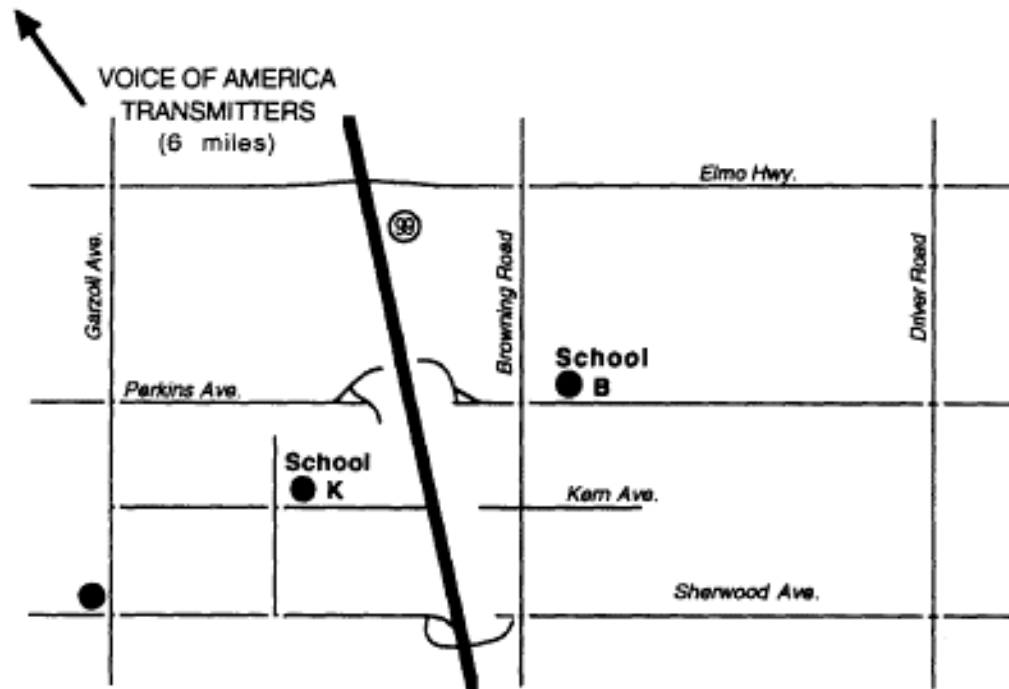 VOICE OF AMERICA
TRANSMITTERS
(6 miles)
Elmo Hwy.
99
Garzoli Ave.
Browning Road
Driver Road
School
B
Perkins Ave.
School
K
Kern Ave.
Sherwood Ave.